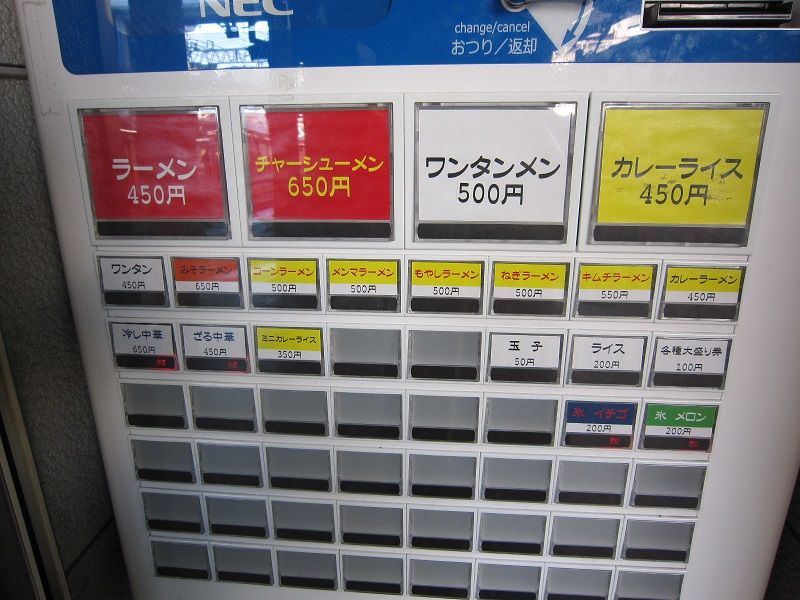 NEC
change/cancel
おつり／返却
ラーメン
450円
チャーシューメン
650円
ワンタンメン
500円
カレーライス
450円
ワンタン
450円
みそラーメン
650円
コーンラーメン
500円
メンマラーメン
500円
もやしラーメン
500円
ねぎラーメン
500円
キムチラーメン
550円
カレーラーメン
450円
冷し中華
650円
ざる中華
450円
ミニカレーライス
350円
玉子
50円
ライス
200円
各種大盛り券
100円
氷 イチゴ
200円
氷 メロン
200円